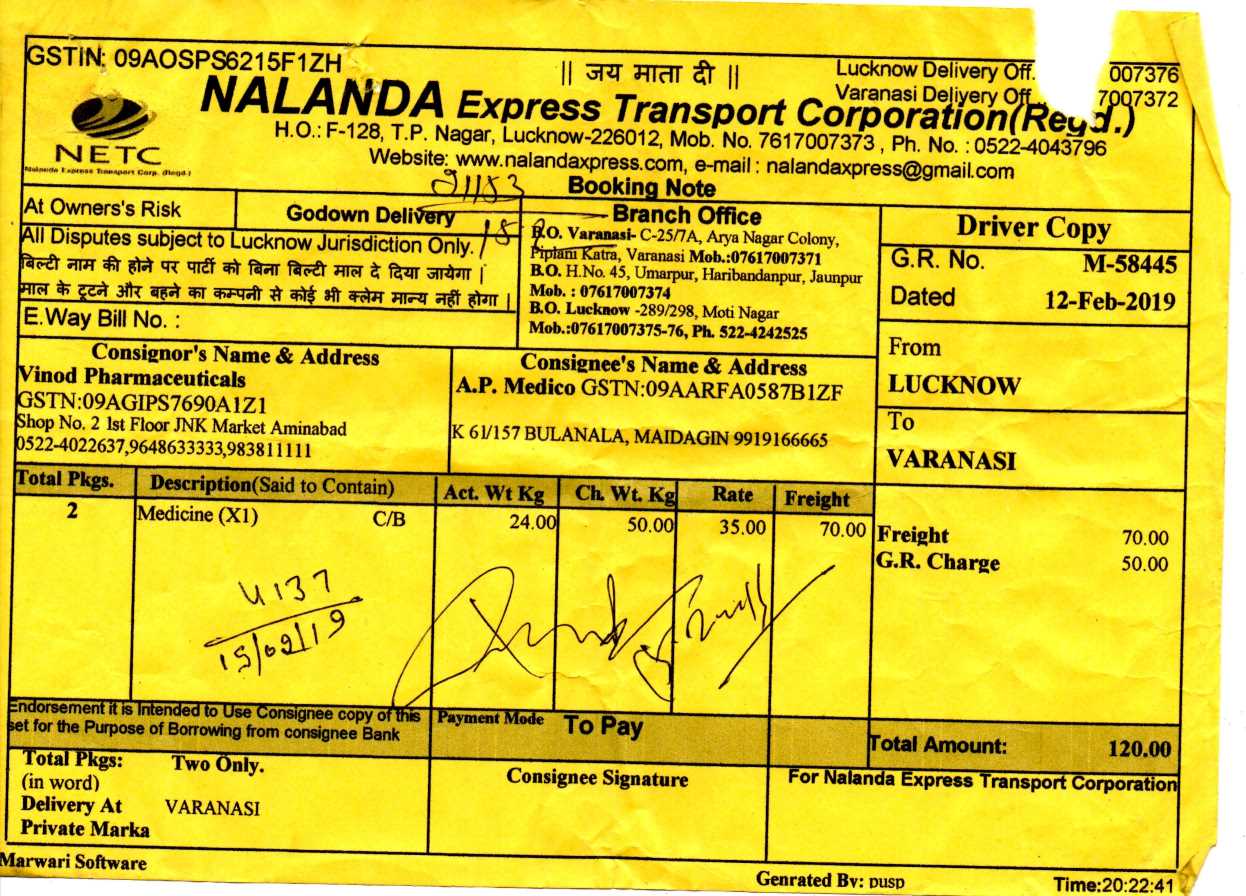 GSTIN: 09AOSPS6215F1ZH
|| जय माता दी ||
Lucknow Delivery Off. 007376
Varanasi Delivery Off 7007372
NALANDA Express Transport Corporation(Regd.)
H.O.: F-128, T.P. Nagar, Lucknow-226012, Mob. No. 7617007373 , Ph. No. : 0522-4043796
Website: www.nalandaxpress.com, e-mail : nalandaxpress@gmail.com
NETC
Nalanda Express Transport Corp. (Regd.)
Booking Note
At Owners's Risk
Godown Delivery
All Disputes subject to Lucknow Jurisdiction Only.
बिल्टी नाम की होने पर पार्टी को बिना बिल्टी माल दे दिया जायेगा |
माल के टूटने और बहने का कम्पनी से कोई भी क्लेम मान्य नहीं होगा |
E.Way Bill No. :
Branch Office
B.O. Varanasi- C-25/7A, Arya Nagar Colony,
Piplani Katra, Varanasi Mob.:07617007371
B.O. H.No. 45, Umarpur, Haribandanpur, Jaunpur
Mob. : 07617007374
B.O. Lucknow -289/298, Moti Nagar
Mob.:07617007375-76, Ph. 522-4242525
Driver Copy
G.R. No. M-58445
Dated 12-Feb-2019
From
LUCKNOW
To
VARANASI
Consignor's Name & Address
Vinod Pharmaceuticals
GSTN:09AGIPS7690A1Z1
Shop No. 2 1st Floor JNK Market Aminabad
0522-4022637,9648633333,983811111
Consignee's Name & Address
A.P. Medico GSTN:09AARFA0587B1ZF
K 61/157 BULANALA, MAIDAGIN 9919166665
Total Pkgs. Description(Said to Contain) Act. Wt Kg Ch. Wt. Kg Rate Freight
2 Medicine (X1) C/B 24.00 50.00 35.00 70.00
Freight 70.00
G.R. Charge 50.00
4137
15/02/19
Endorsement it is Intended to Use Consignee copy of this
set for the Purpose of Borrowing from consignee Bank
Payment Mode To Pay
Total Amount: 120.00
Total Pkgs: Two Only.
(in word)
Delivery At VARANASI
Private Marka
Consignee Signature
For Nalanda Express Transport Corporation
Marwari Software
Genrated By: pusp
Time:20:22:41